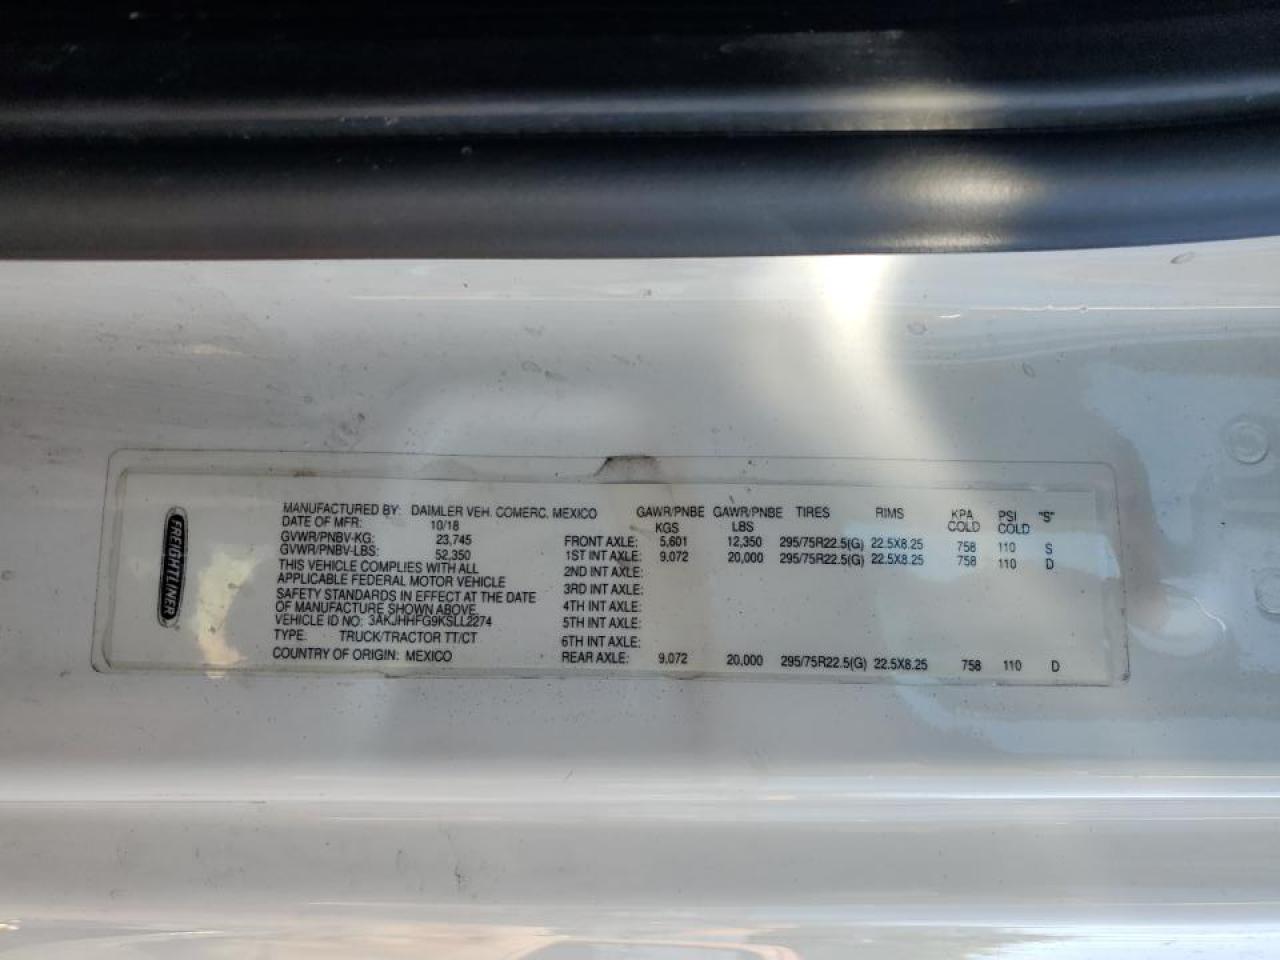 FREIGHTLINER
MANUFACTURED BY: DAIMLER VEH. COMERC. MEXICO
DATE OF MFR: 10/18
GVWR/PNBV-KG: 23,745
GVWR/PNBV-LBS: 52,350
THIS VEHICLE COMPLIES WITH ALL
APPLICABLE FEDERAL MOTOR VEHICLE
SAFETY STANDARDS IN EFFECT AT THE DATE
OF MANUFACTURE SHOWN ABOVE
VEHICLE ID NO: 3AKJHHFG9KSLL2274
TYPE: TRUCK/TRACTOR TT/CT
COUNTRY OF ORIGIN: MEXICO
GAWR/PNBE GAWR/PNBE TIRES RIMS KPA PSI "S"
KGS LBS COLD COLD
FRONT AXLE: 5,601 12,350 295/75R22.5(G) 22.5X8.25 758 110 S
1ST INT AXLE: 9,072 20,000 295/75R22.5(G) 22.5X8.25 758 110 D
2ND INT AXLE:
3RD INT AXLE:
4TH INT AXLE:
5TH INT AXLE:
6TH INT AXLE:
REAR AXLE: 9,072 20,000 295/75R22.5(G) 22.5X8.25 758 110 D